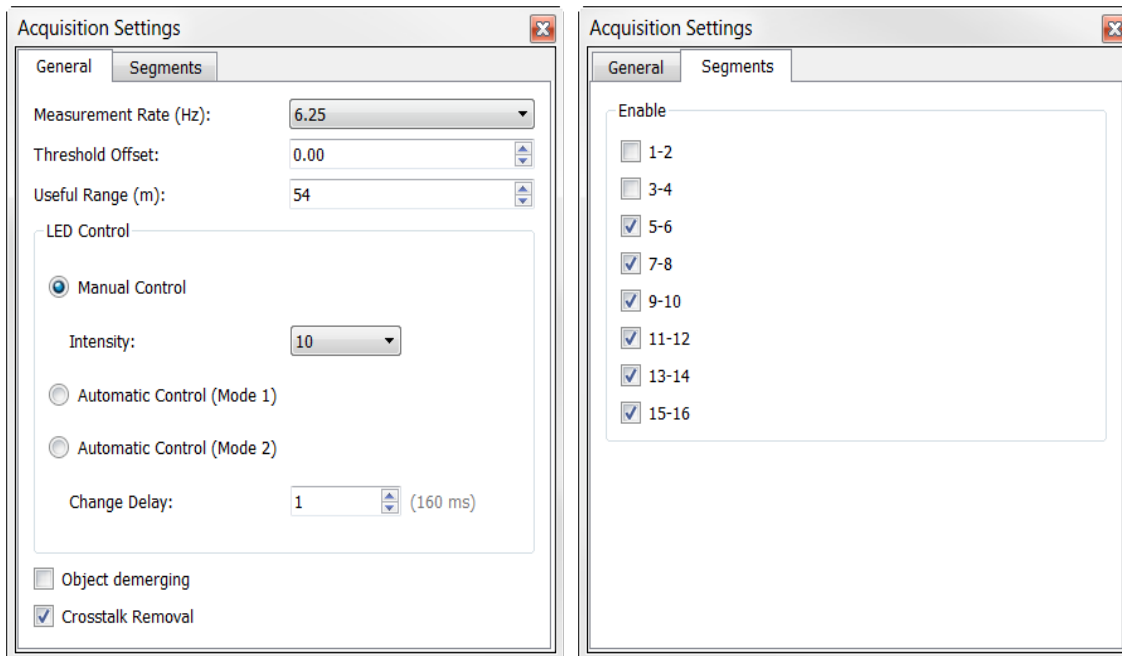 Acquisition Settings
General Segments
Measurement Rate (Hz): 6.25
Threshold Offset: 0.00
Useful Range (m): 54
LED Control
Manual Control
Intensity: 10
Automatic Control (Mode 1)
Automatic Control (Mode 2)
Change Delay: 1 (160 ms)
Object demerging
Crosstalk Removal
Acquisition Settings
General Segments
Enable
1-2
3-4
5-6
7-8
9-10
11-12
13-14
15-16